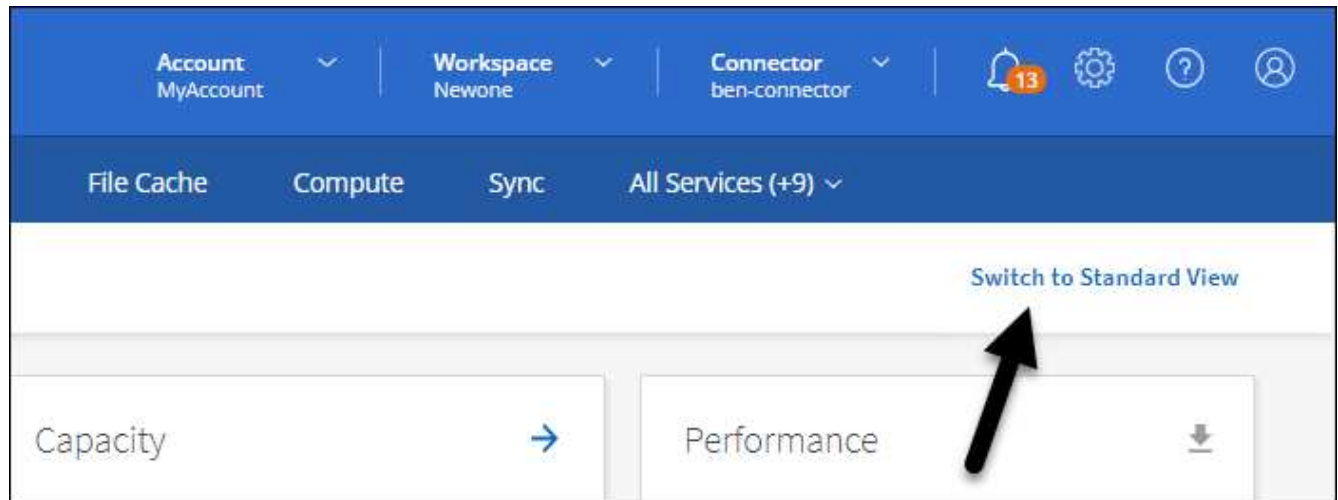 Account Workspace Connector
MyAccount Newone ben-connector
13
File Cache Compute Sync All Services (+9)
Switch to Standard View
Capacity Performance